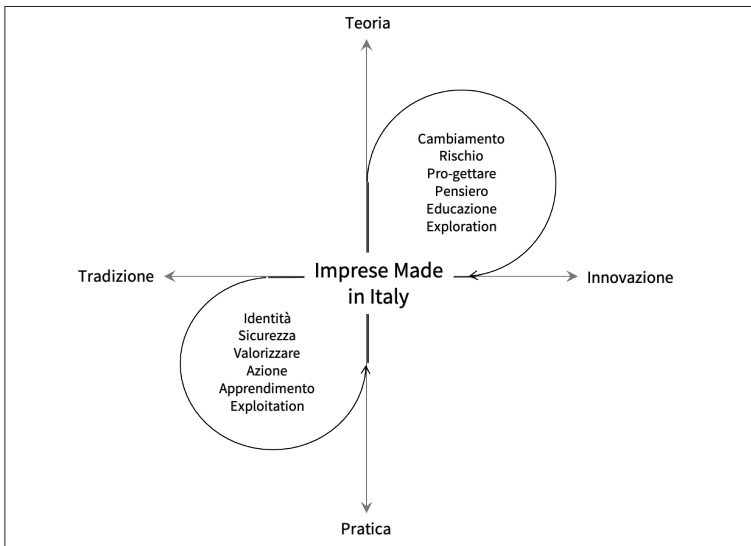 Teoria
Cambiamento
Rischio
Pro-gettare
Pensiero
Educazione
Exploration
Tradizione
Imprese Made
in Italy
Innovazione
Identità
Sicurezza
Valorizzare
Azione
Apprendimento
Exploitation
Pratica